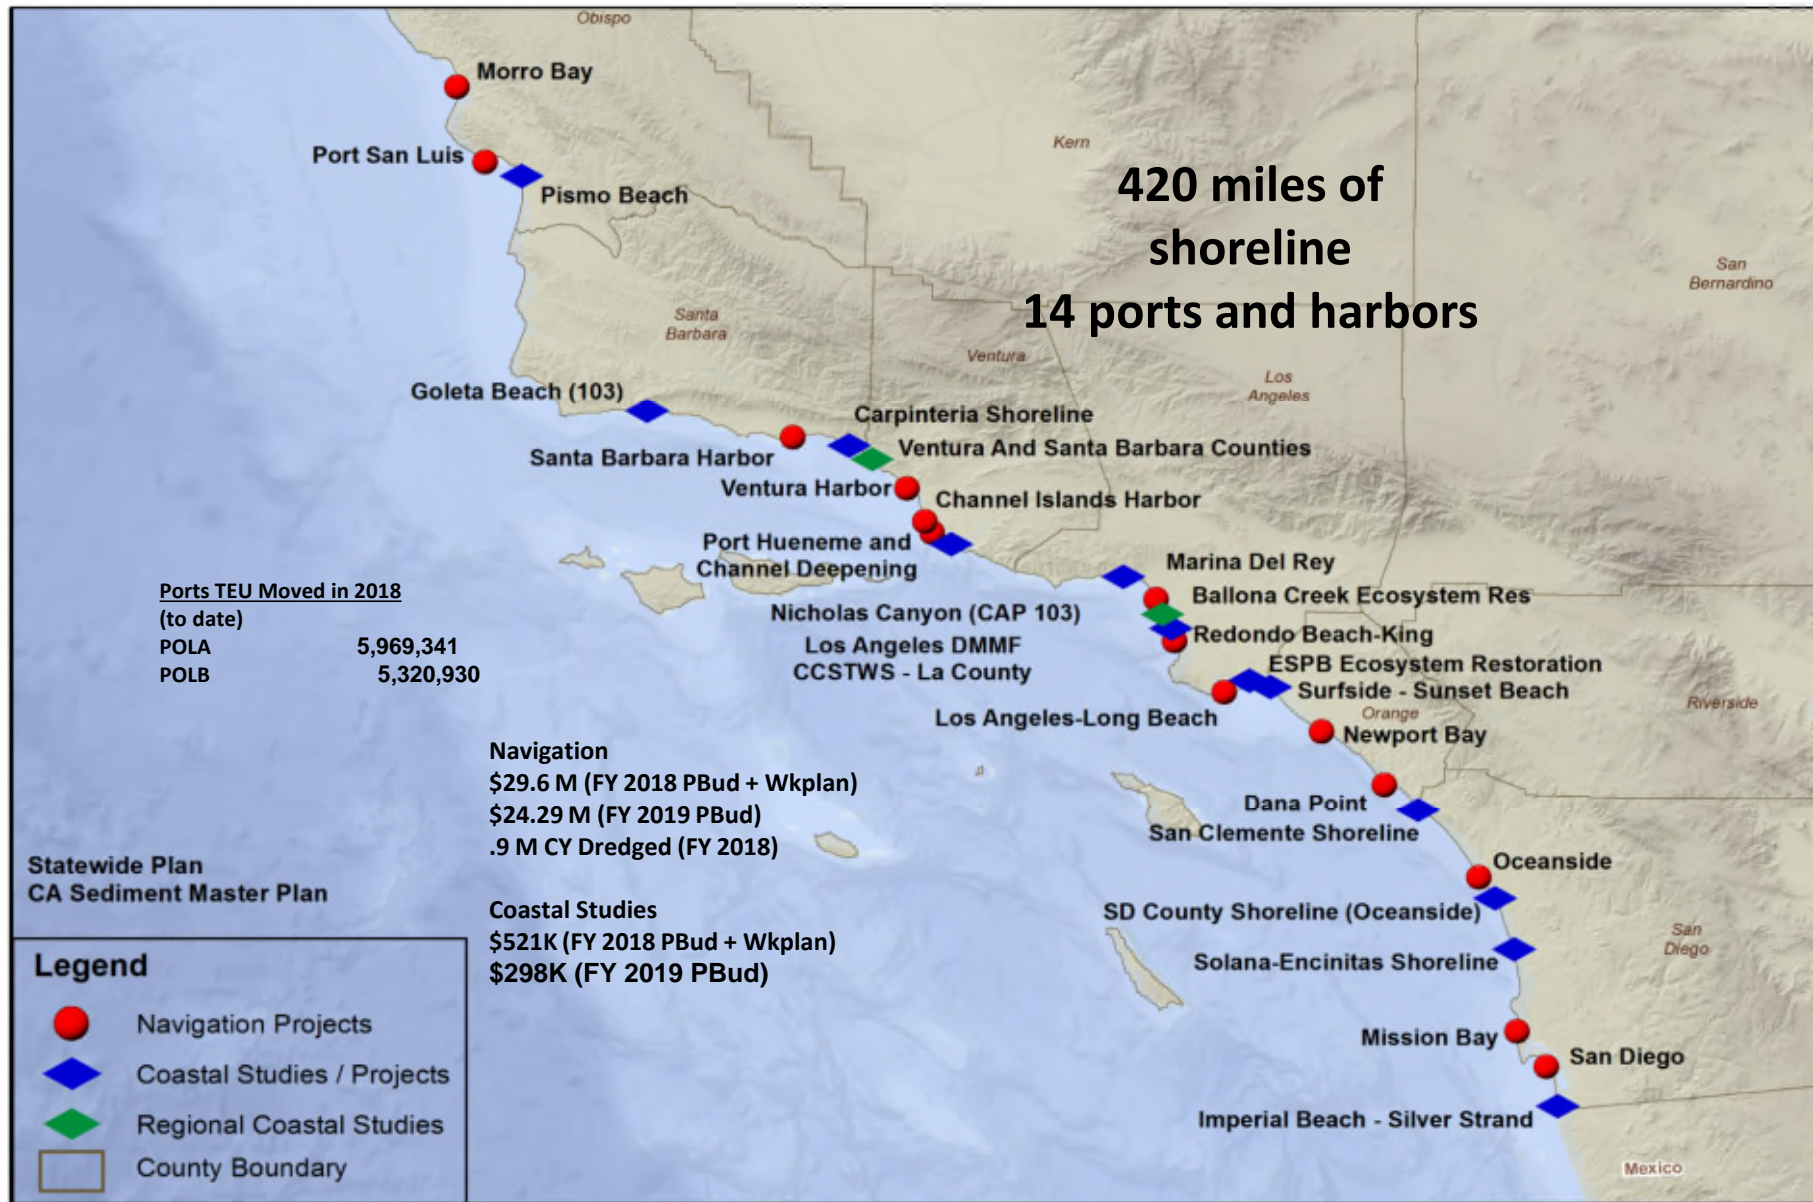 Obispo
Morro Bay
Kern
Port San Luis
Pismo Beach
420 miles of
shoreline
14 ports and harbors
San
Bernardino
Santa
Barbara
Ventura
Los
Angeles
Goleta Beach (103)
Carpinteria Shoreline
Santa Barbara Harbor
Ventura And Santa Barbara Counties
Ventura Harbor
Channel Islands Harbor
Port Hueneme and
Channel Deepening
Marina Del Rey
Nicholas Canyon (CAP 103)
Ballona Creek Ecosystem Res
Los Angeles DMMF
Redondo Beach-King
CCSTWS - La County
ESPB Ecosystem Restoration
Surfside - Sunset Beach
Los Angeles-Long Beach
Orange
Riverside
Newport Bay
Ports TEU Moved in 2018
(to date)
POLA 5,969,341
POLB 5,320,930
Navigation
$29.6 M (FY 2018 PBud + Wkplan)
$24.29 M (FY 2019 PBud)
.9 M CY Dredged (FY 2018)
Dana Point
San Clemente Shoreline
Oceanside
Statewide Plan
CA Sediment Master Plan
Coastal Studies
$521K (FY 2018 PBud + Wkplan)
$298K (FY 2019 PBud)
SD County Shoreline (Oceanside)
San
Diego
Solana-Encinitas Shoreline
Mission Bay
San Diego
Imperial Beach - Silver Strand
Mexico
Legend
Navigation Projects
Coastal Studies / Projects
Regional Coastal Studies
County Boundary